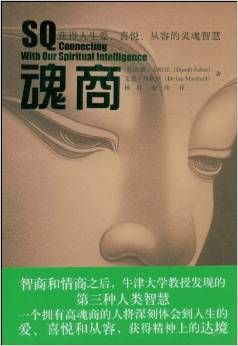 SQ 获得人生爱、喜悦、从容的灵魂智慧
Connecting
With Our Spiritual Intelligence
魂商
(Danah Zohar)
(Dr Ian Marshall) 著
译
智商和情商之后，牛津大学教授发现的
第三种人类智慧
一个拥有高魂商的人将深刻体会到人生的
爱、喜悦和从容，获得精神上的达境